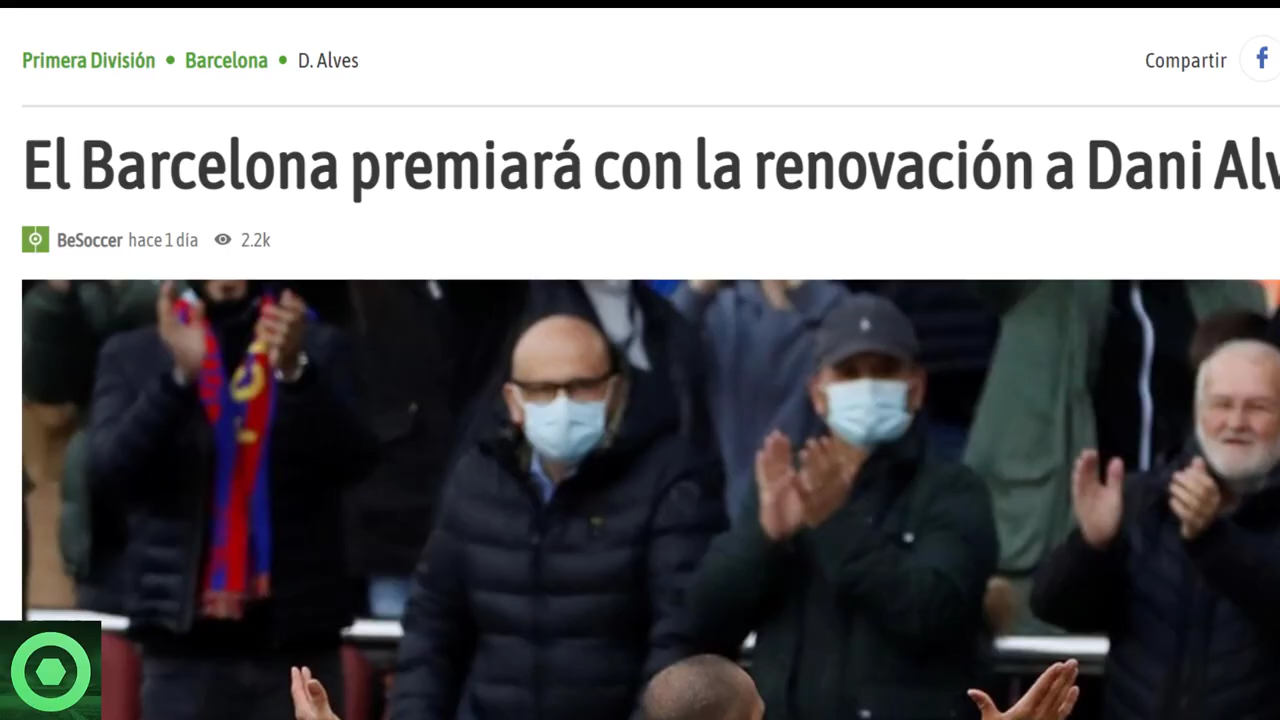 Primera División • Barcelona • D. Alves
Compartir
El Barcelona premiará con la renovación a Dani Alv
BeSoccer hace 1 día 2.2k